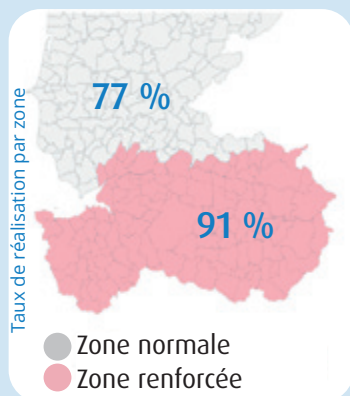 Taux de réalisation par zone
77 %
91 %
Zone normale
Zone renforcée